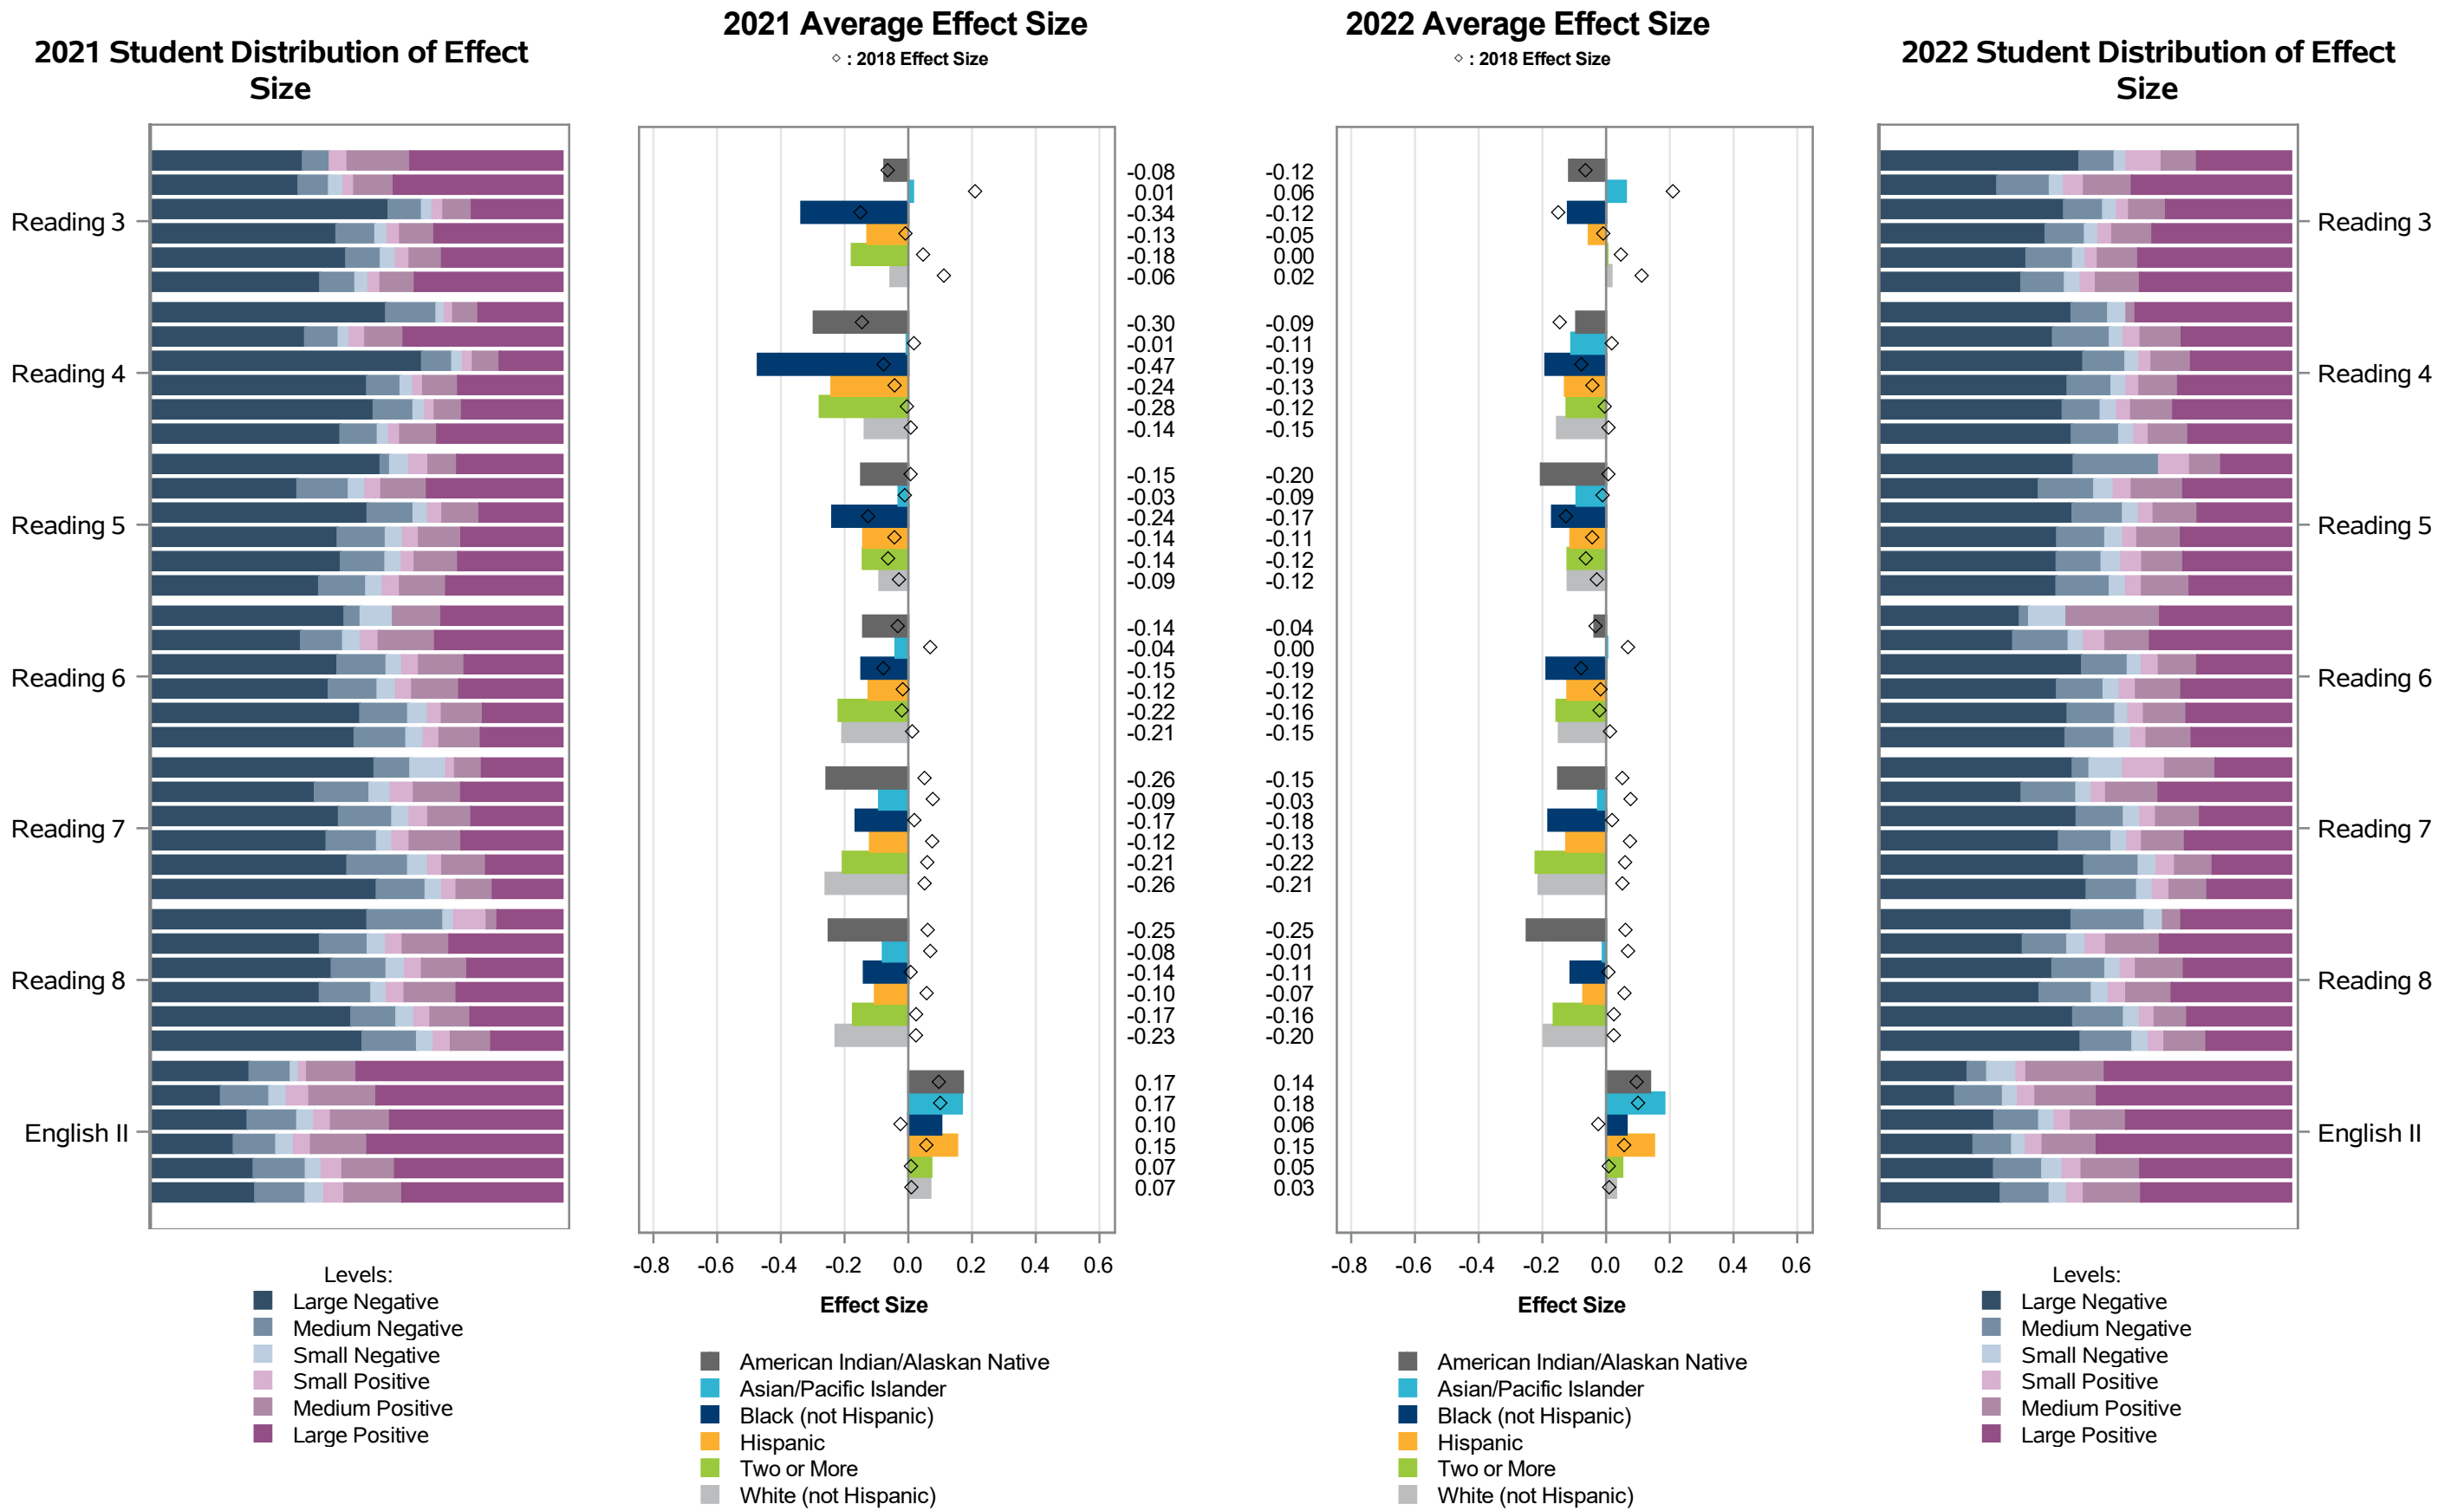 2021 Student Distribution of Effect
Size
Reading 3
Reading 4
Reading 5
Reading 6
Reading 7
Reading 8
English II
Levels:
Large Negative
Medium Negative
Small Negative
Small Positive
Medium Positive
Large Positive
2021 Average Effect Size
◇ : 2018 Effect Size
-0.08
0.01
-0.34
-0.13
-0.18
-0.06
-0.30
-0.01
-0.47
-0.24
-0.28
-0.14
-0.15
-0.03
-0.24
-0.14
-0.14
-0.09
-0.14
-0.04
-0.15
-0.12
-0.22
-0.21
-0.26
-0.09
-0.17
-0.12
-0.21
-0.26
-0.25
-0.08
-0.14
-0.10
-0.17
-0.23
0.17
0.17
0.10
0.15
0.07
0.07
-0.8 -0.6 -0.4 -0.2 0.0 0.2 0.4 0.6
Effect Size
American Indian/Alaskan Native
Asian/Pacific Islander
Black (not Hispanic)
Hispanic
Two or More
White (not Hispanic)
2022 Average Effect Size
◇ : 2018 Effect Size
-0.12
0.06
-0.12
-0.05
0.00
0.02
-0.09
-0.11
-0.19
-0.13
-0.12
-0.15
-0.20
-0.09
-0.17
-0.11
-0.12
-0.12
-0.04
0.00
-0.19
-0.12
-0.16
-0.15
-0.15
-0.03
-0.18
-0.13
-0.22
-0.21
-0.25
-0.01
-0.11
-0.07
-0.16
-0.20
0.14
0.18
0.06
0.15
0.05
0.03
-0.8 -0.6 -0.4 -0.2 0.0 0.2 0.4 0.6
Effect Size
American Indian/Alaskan Native
Asian/Pacific Islander
Black (not Hispanic)
Hispanic
Two or More
White (not Hispanic)
2022 Student Distribution of Effect
Size
Reading 3
Reading 4
Reading 5
Reading 6
Reading 7
Reading 8
English II
Levels:
Large Negative
Medium Negative
Small Negative
Small Positive
Medium Positive
Large Positive